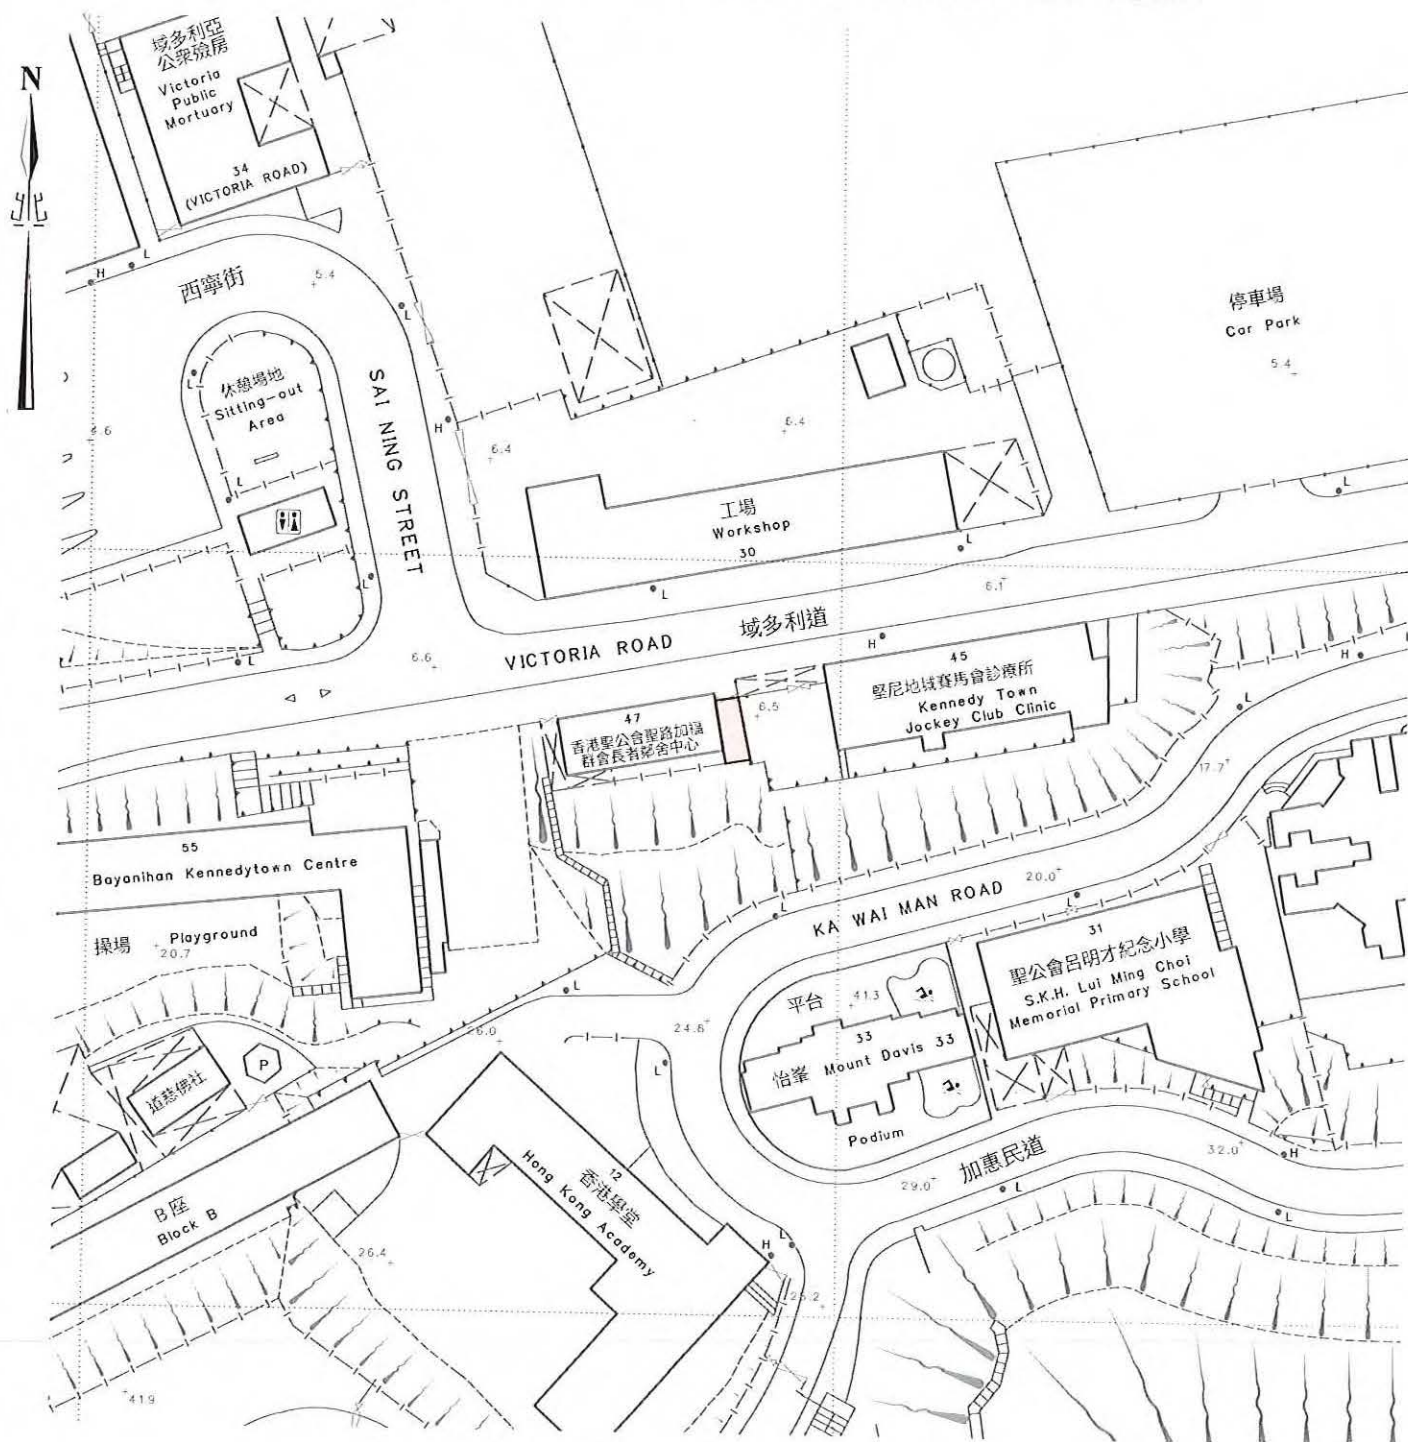 N
域多利亞
公眾殮房
Victoria
Public
Mortuary
34
(VICTORIA ROAD)
L
H
西寧街
5.4
L
停車場
Car Park
5.4
休憩場地
Sitting-out
Area
L
SAI NING STREET
H
6.4
6.4
L
工場
Workshop
30
L
L
L
L
6.1
域多利道
VICTORIA ROAD
H
6.6
L
45
堅尼地城賽馬會診療所
Kennedy Town
Jockey Club Clinic
H
L
47
香港聖公會聖路加福
群會長者鄰舍中心
6.5
17.7
55
Bayanihan Kennedytown Centre
操場
Playground
20.7
KA WAI MAN ROAD
20.0
L
L
31
聖公會呂明才紀念小學
S.K.H. Lui Ming Choi
Memorial Primary School
L
平台
41.3
24.6
26.0
33
怡峯 Mount Davis 33
Podium
P
道慈佛社
L
B座
Block B
12
香港學堂
Hong Kong Academy
加惠民道
32.0
H
29.0
L
L
H
L
26.4
41.9